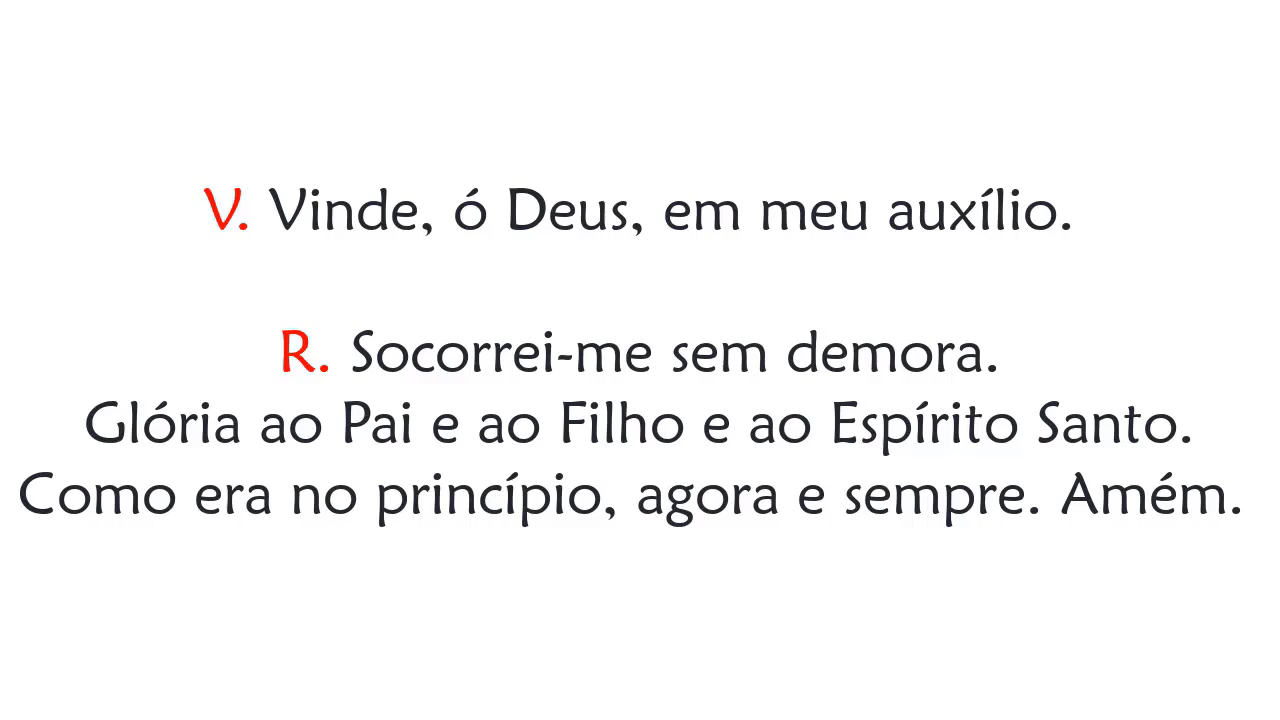 V. Vinde, ó Deus, em meu auxílio.
R. Socorrei-me sem demora.
Glória ao Pai e ao Filho e ao Espírito Santo.
Como era no princípio, agora e sempre. Amém.